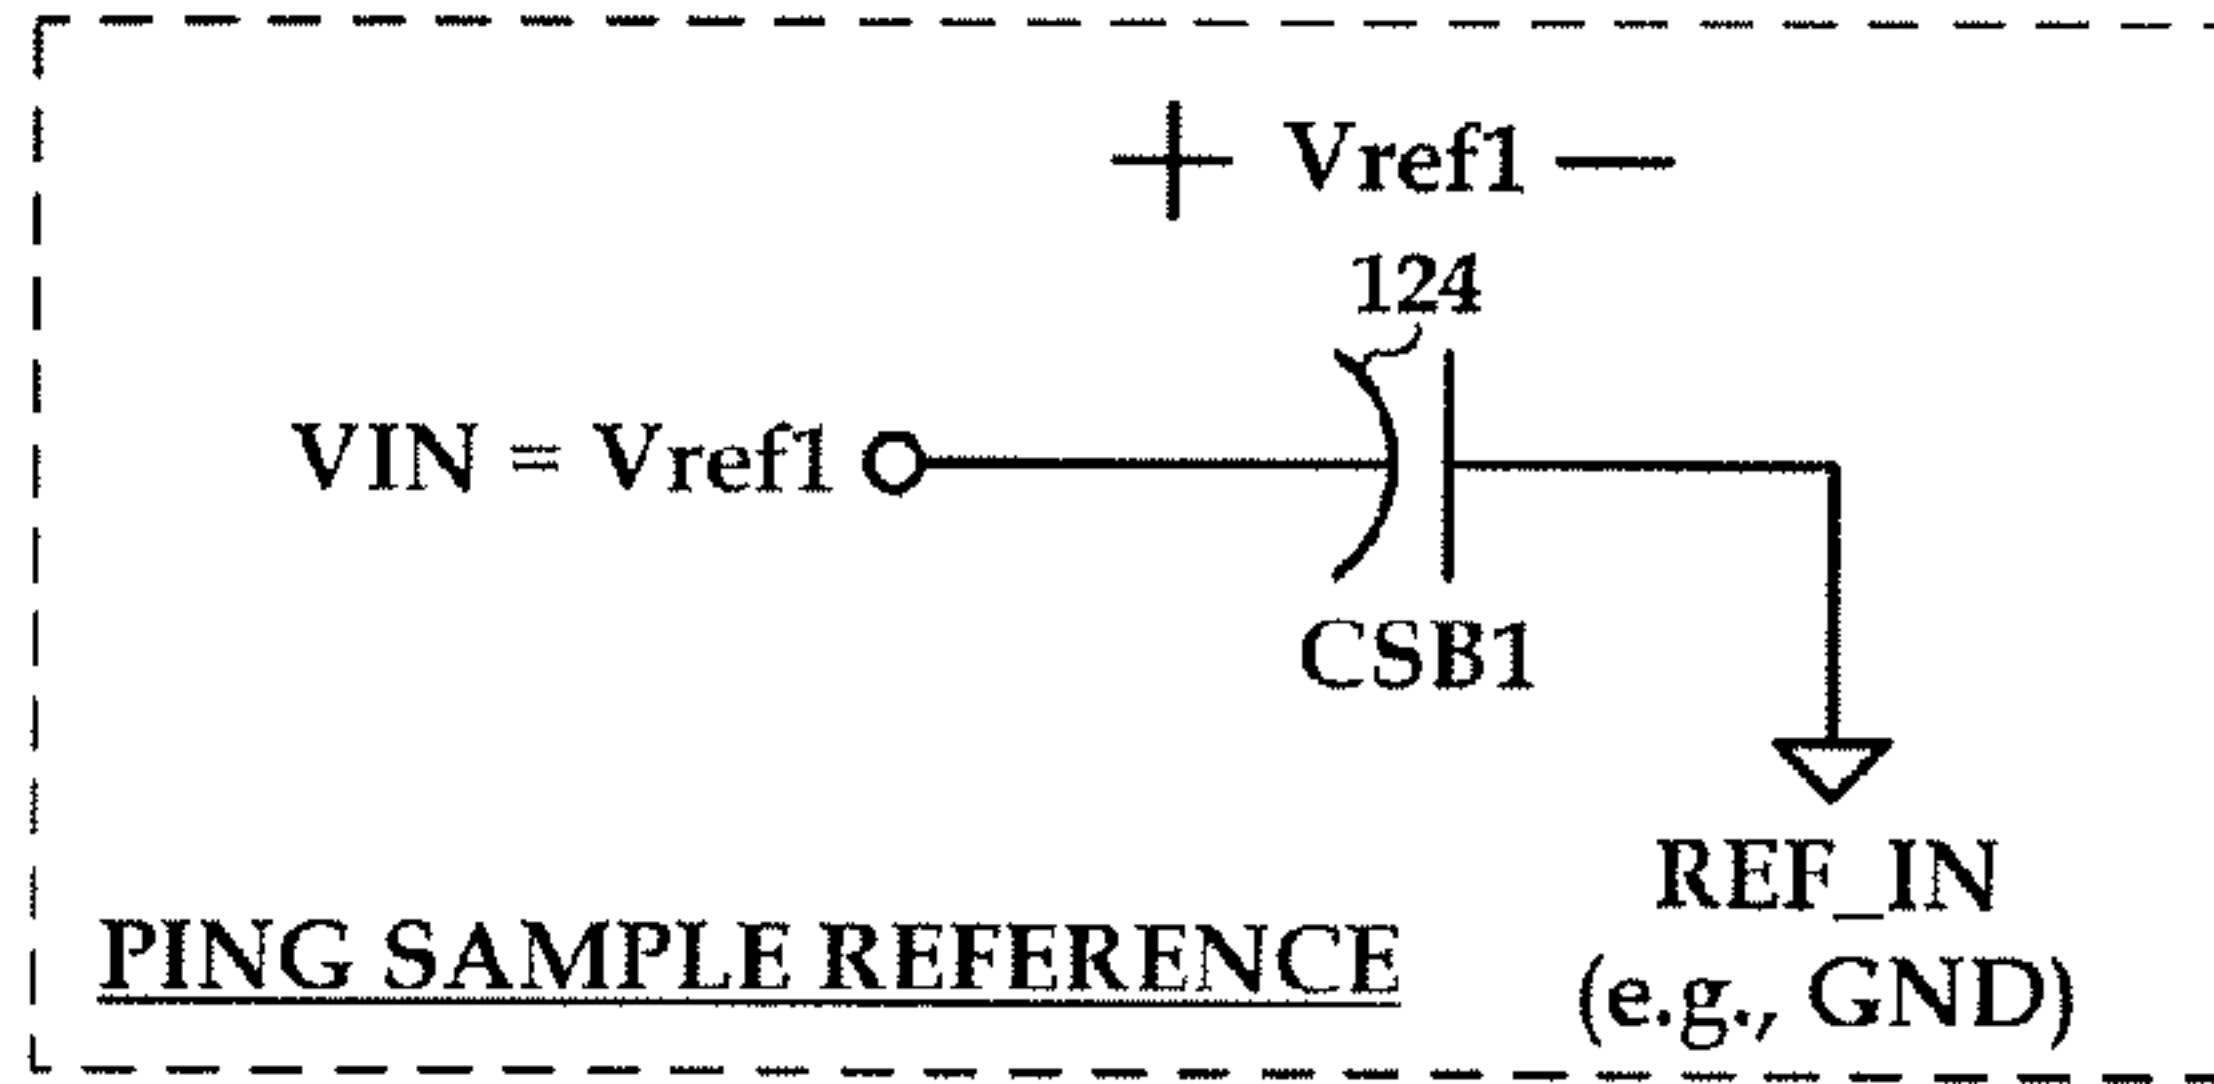 + Vref1 —
124
VIN = Vref1
CSB1
REF_IN
(e.g., GND)
PING SAMPLE REFERENCE